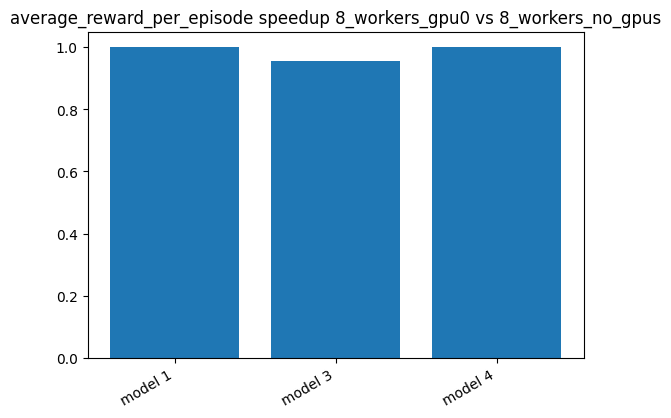 average_reward_per_episode speedup 8_workers_gpu0 vs 8_workers_no_gpus
1.0
0.8
0.6
0.4
0.2
0.0
model 1
model 3
model 4